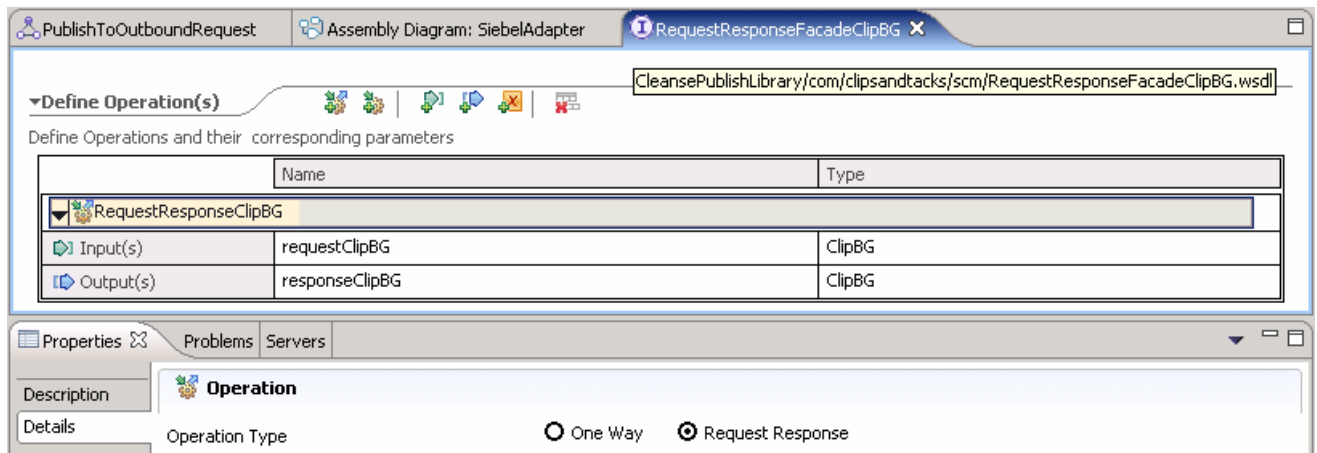 PublishToOutboundRequest Assembly Diagram: SiebelAdapter RequestResponseFacadeClipBG
CleansePublishLibrary/com/clipsandtacks/scm/RequestResponseFacadeClipBG.wsdl
Define Operation(s)
Define Operations and their corresponding parameters
Name Type
RequestResponseClipBG
Input(s) requestClipBG ClipBG
Output(s) responseClipBG ClipBG
Properties Problems Servers
Description Operation
Details Operation Type One Way Request Response